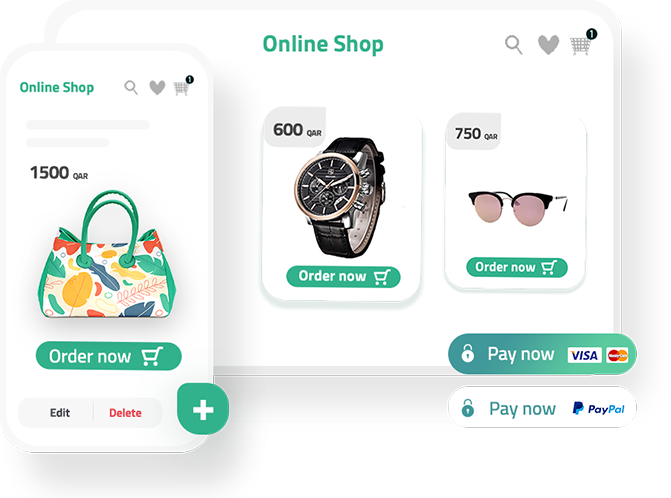 Online Shop
1
Online Shop
1
600 QAR
750 QAR
1500 QAR
Order now
Order now
Order now
Pay now VISA MasterCard
Pay now PayPal
Edit Delete